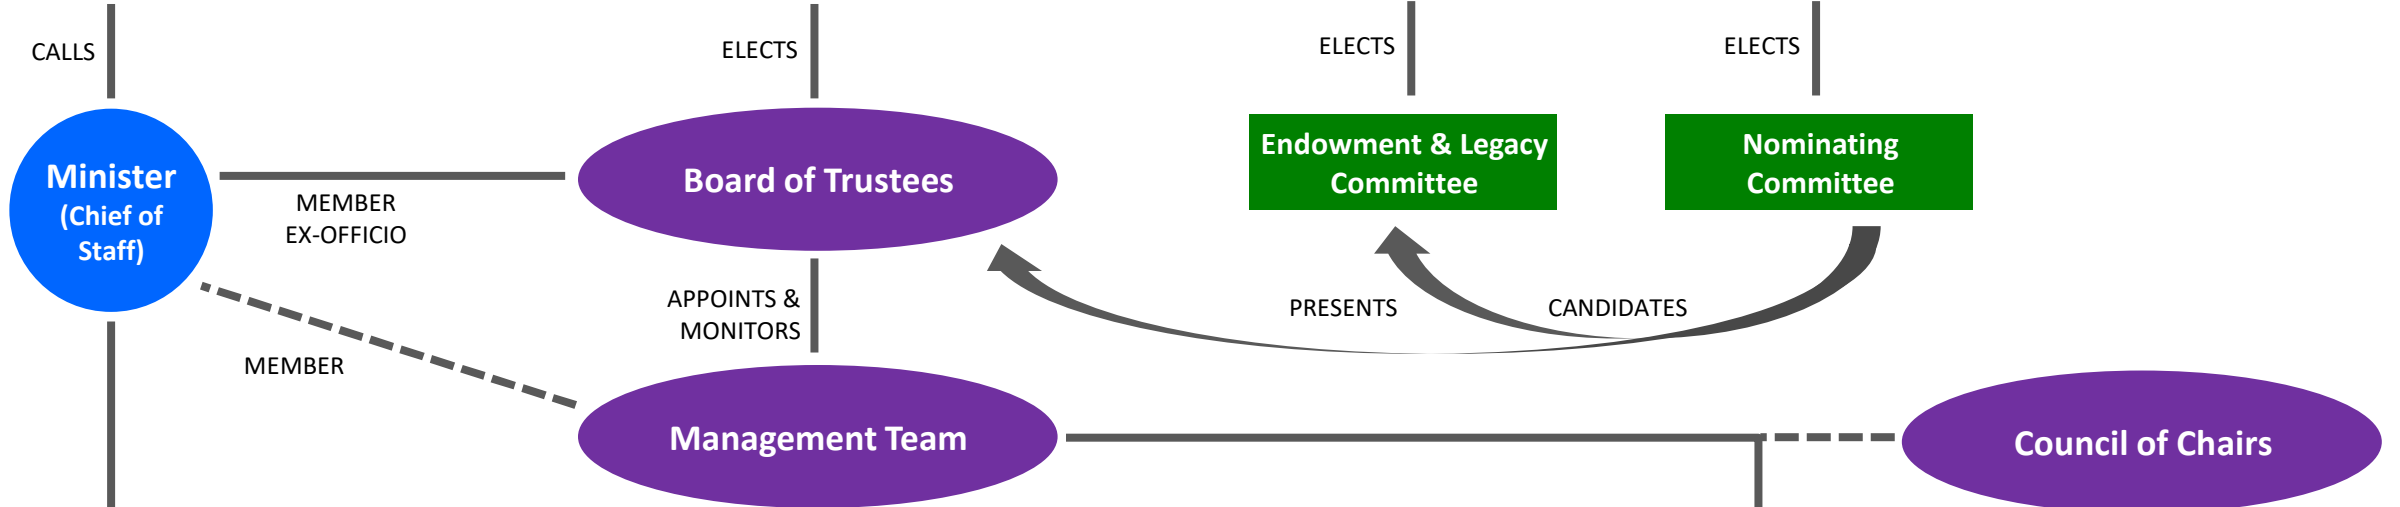 CALLS
ELECTS
ELECTS
ELECTS
Minister
(Chief of
Staff)
MEMBER
EX-OFFICIO
Board of Trustees
Endowment & Legacy
Committee
Nominating
Committee
APPOINTS &
MONITORS
PRESENTS
CANDIDATES
MEMBER
Management Team
Council of Chairs